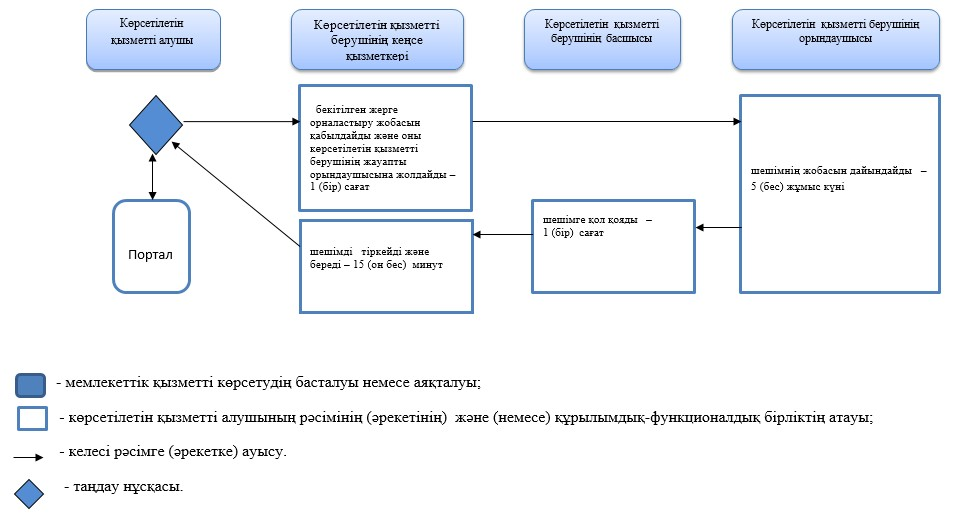 Көрсетілетін
қызметті алушы
Көрсетілетін қызметті
берушінің кеңсе
қызметкері
Көрсетілетін қызметті
берушінің басшысы
Көрсетілетін қызметті берушінің
орындаушысы
бекітілген жерге
орналастыру жобасын
қабылдайды және оны
көрсетілетін қызметті
берушінің жауапты
орындаушысына жолдайды –
1 (бір) сағат
шешімнің жобасын дайындайды –
5 (бес) жұмыс күні
шешімге қол қояды –
1 (бір) сағат
шешімді тіркейді және
береді – 15 (он бес) минут
Портал
- мемлекеттік қызметті көрсетудің басталуы немесе аяқталуы;
- көрсетілетін қызметті алушының рәсімінің (әрекетінің) және (немесе) құрылымдық-функционалдық бірліктің атауы;
- келесі рәсімге (әрекетке) ауысу.
- таңдау нұсқасы.